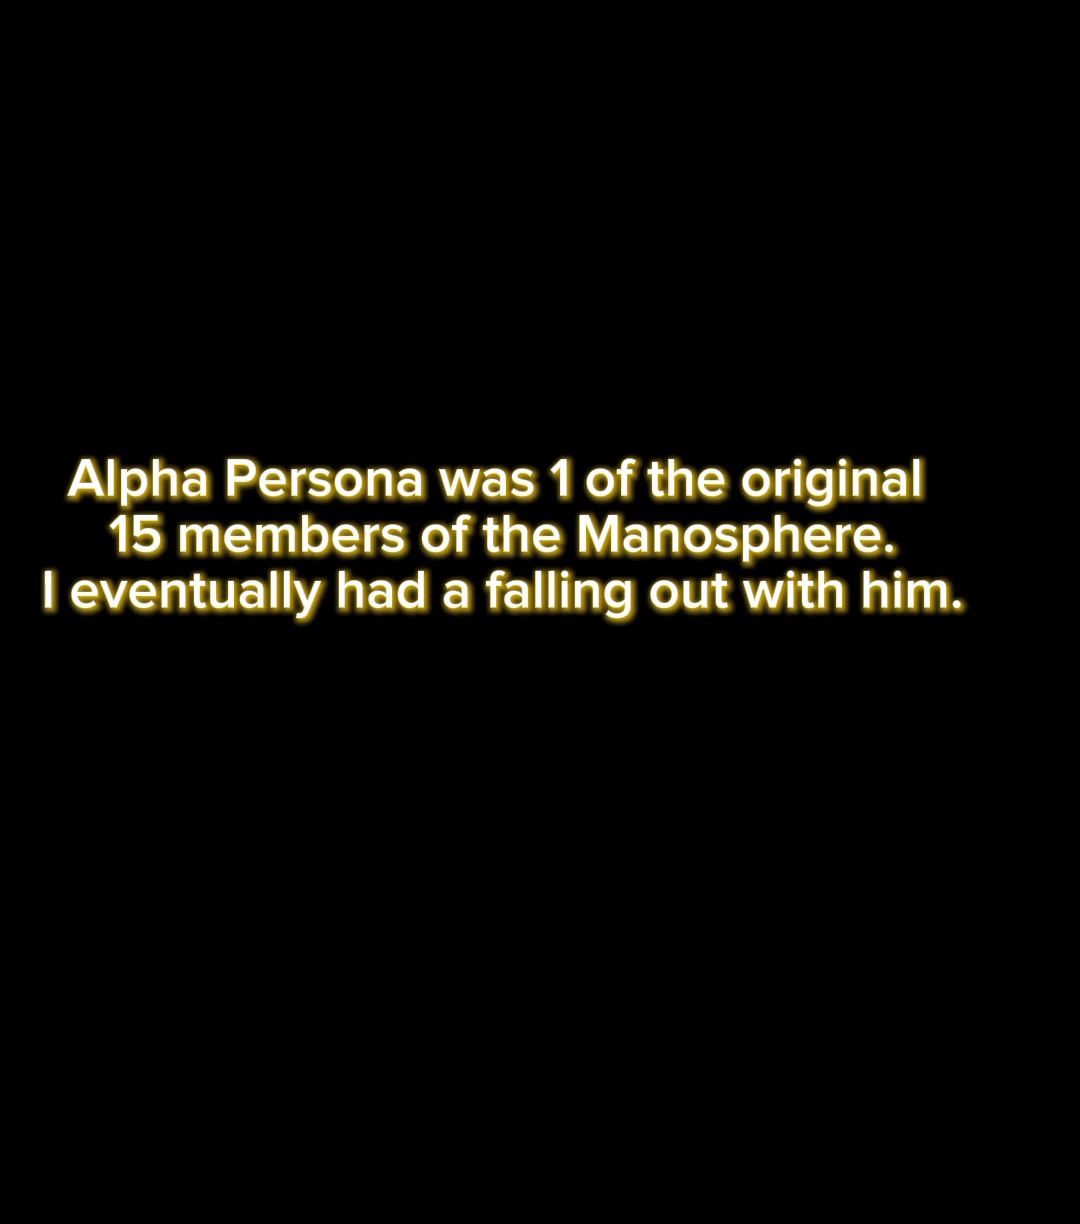 Alpha Persona was 1 of the original
15 members of the Manosphere.
I eventually had a falling out with him.